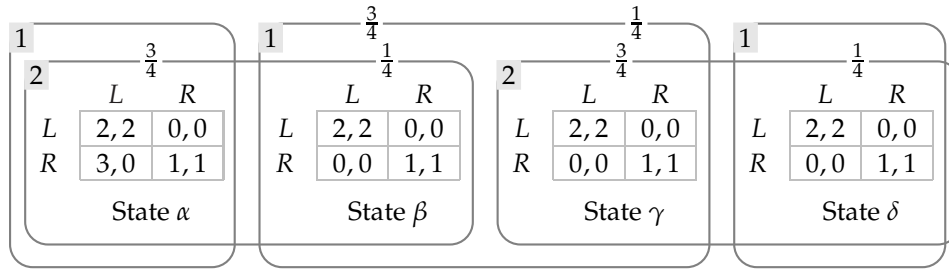 3/4 1/4
1 1 1
3/4 1/4 3/4 1/4
2 2
L R L R L R L R
L 2, 2 0, 0 L 2, 2 0, 0 L 2, 2 0, 0 L 2, 2 0, 0
R 3, 0 1, 1 R 0, 0 1, 1 R 0, 0 1, 1 R 0, 0 1, 1
State α State β State γ State δ